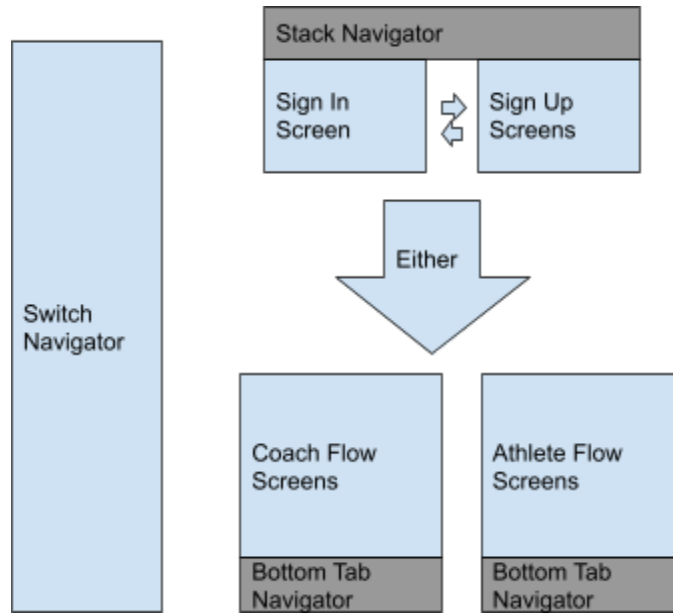 Stack Navigator
Sign In
Screen
Sign Up
Screens
Either
Switch
Navigator
Coach Flow
Screens
Athlete Flow
Screens
Bottom Tab
Navigator
Bottom Tab
Navigator